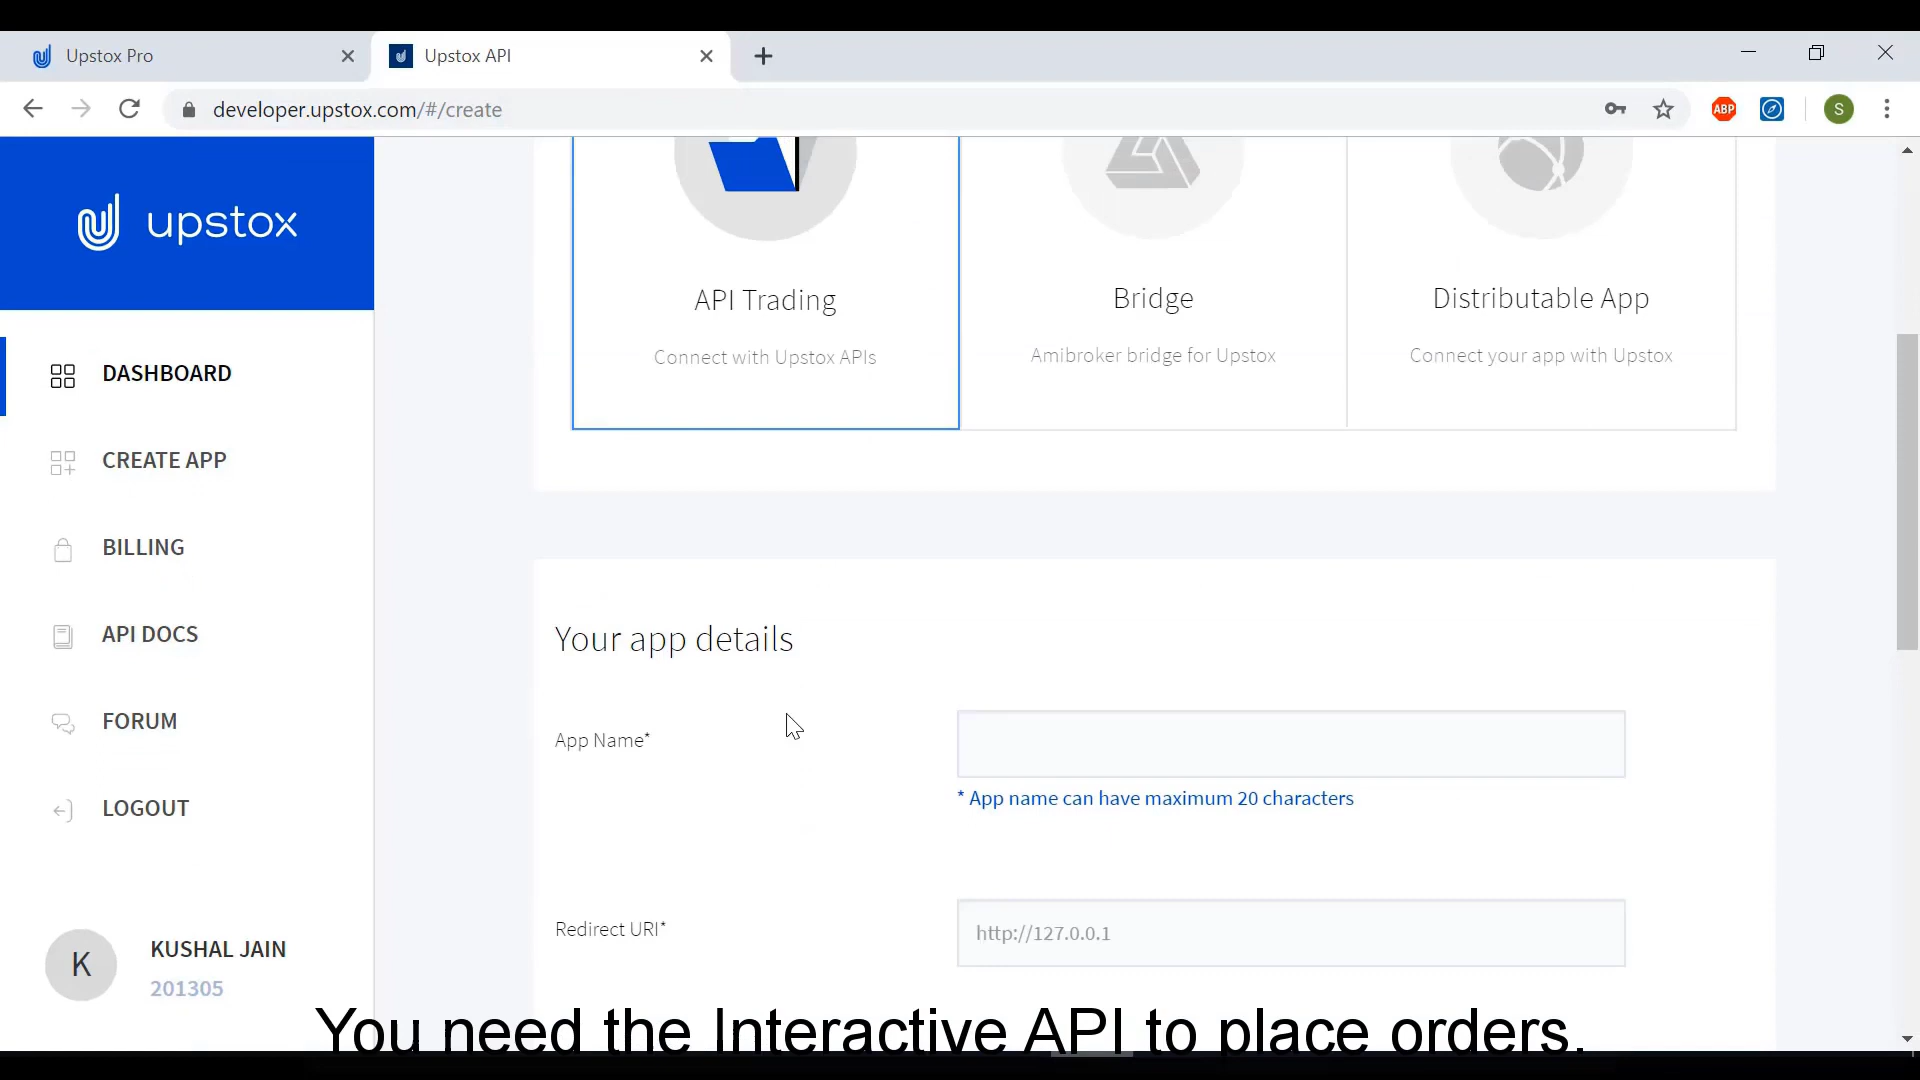 Upstox Pro
Upstox API
developer.upstox.com/#/create
ABP
S
upstox
DASHBOARD
CREATE APP
BILLING
API DOCS
FORUM
LOGOUT
K
KUSHAL JAIN
201305
API Trading
Connect with Upstox APIs
Bridge
Amibroker bridge for Upstox
Distributable App
Connect your app with Upstox
Your app details
App Name*
* App name can have maximum 20 characters
Redirect URI*
http://127.0.0.1
You need the Interactive API to place orders.